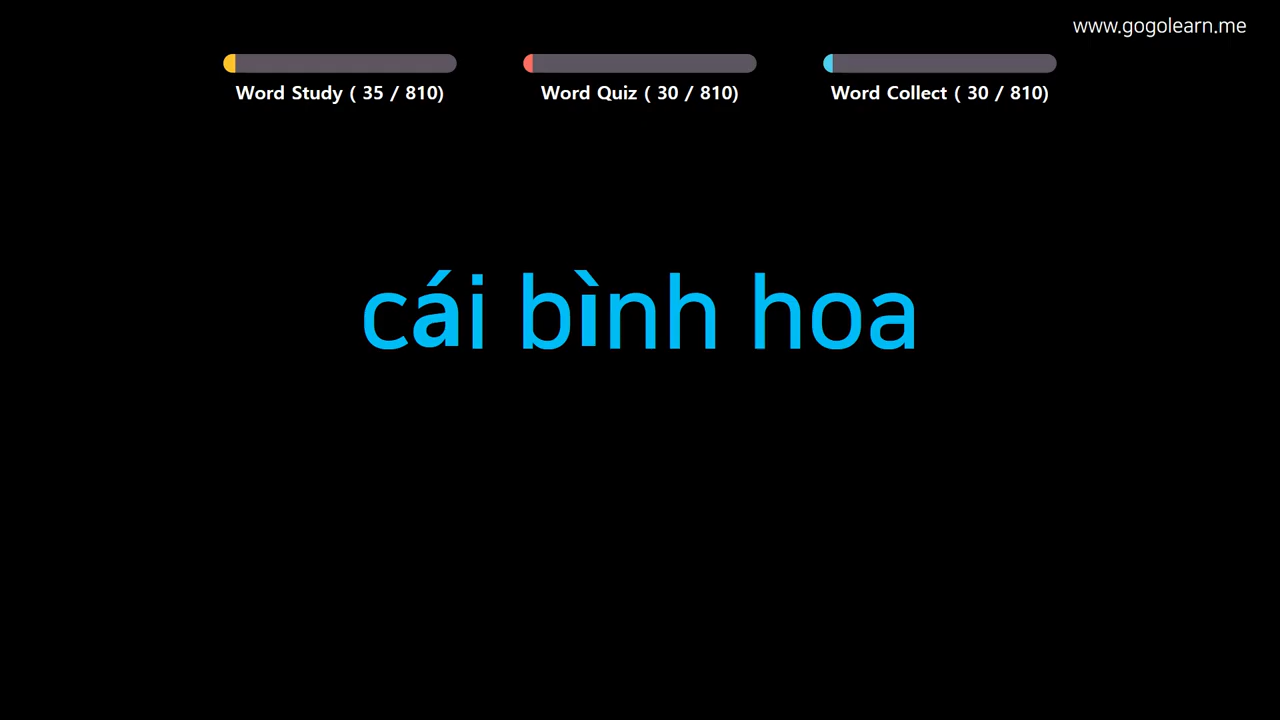 www.gogolearn.me
Word Study ( 35 / 810)
Word Quiz ( 30 / 810)
Word Collect ( 30 / 810)
cái bình hoa